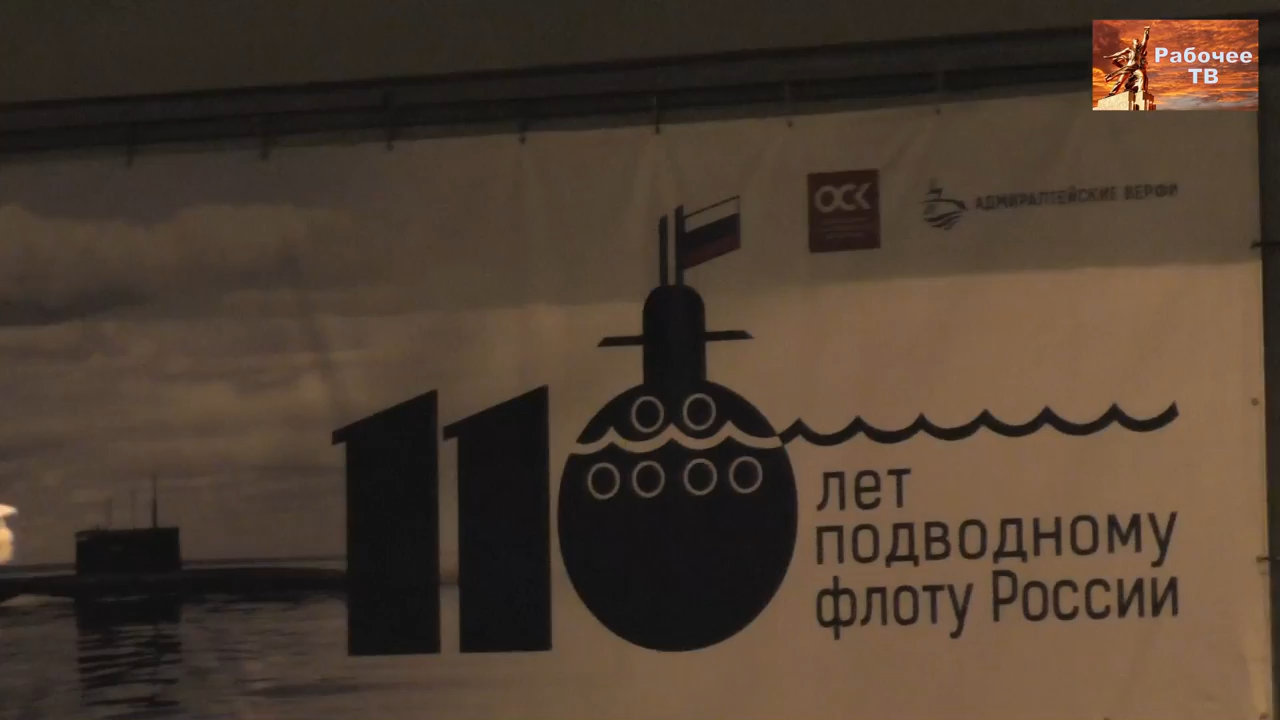 Рабочее
ТВ
ОСК
АДМИРАЛТЕЙСКИЕ ВЕРФИ
110
лет
подводному
флоту России